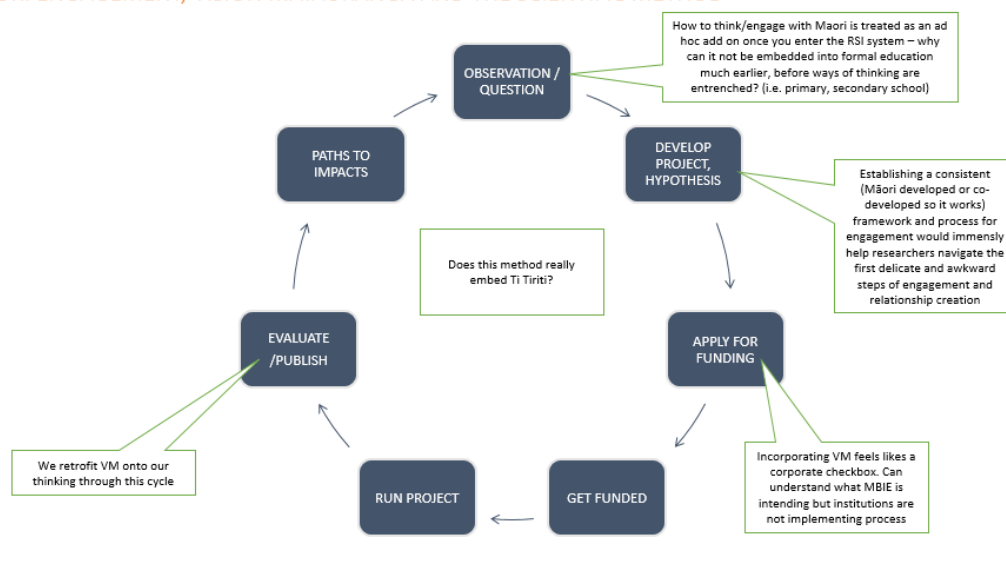 OBSERVATION /
QUESTION
How to think/engage with Maori is treated as an ad
hoc add on once you enter the RSI system – why
can it not be embedded into formal education
much earlier, before ways of thinking are
entrenched? (i.e. primary, secondary school)
DEVELOP
PROJECT,
HYPOTHESIS
Establishing a consistent
(Māori developed or co-
developed so it works)
framework and process for
engagement would immensly
help researchers navigate the
first delicate and awkward
steps of engagement and
relationship creation
APPLY FOR
FUNDING
Incorporating VM feels likes a
corporate checkbox. Can
understand what MBIE is
intending but institutions are
not implementing process
GET FUNDED
RUN PROJECT
EVALUATE
/PUBLISH
We retrofit VM onto our
thinking through this cycle
PATHS TO
IMPACTS
Does this method really
embed Ti Tiriti?